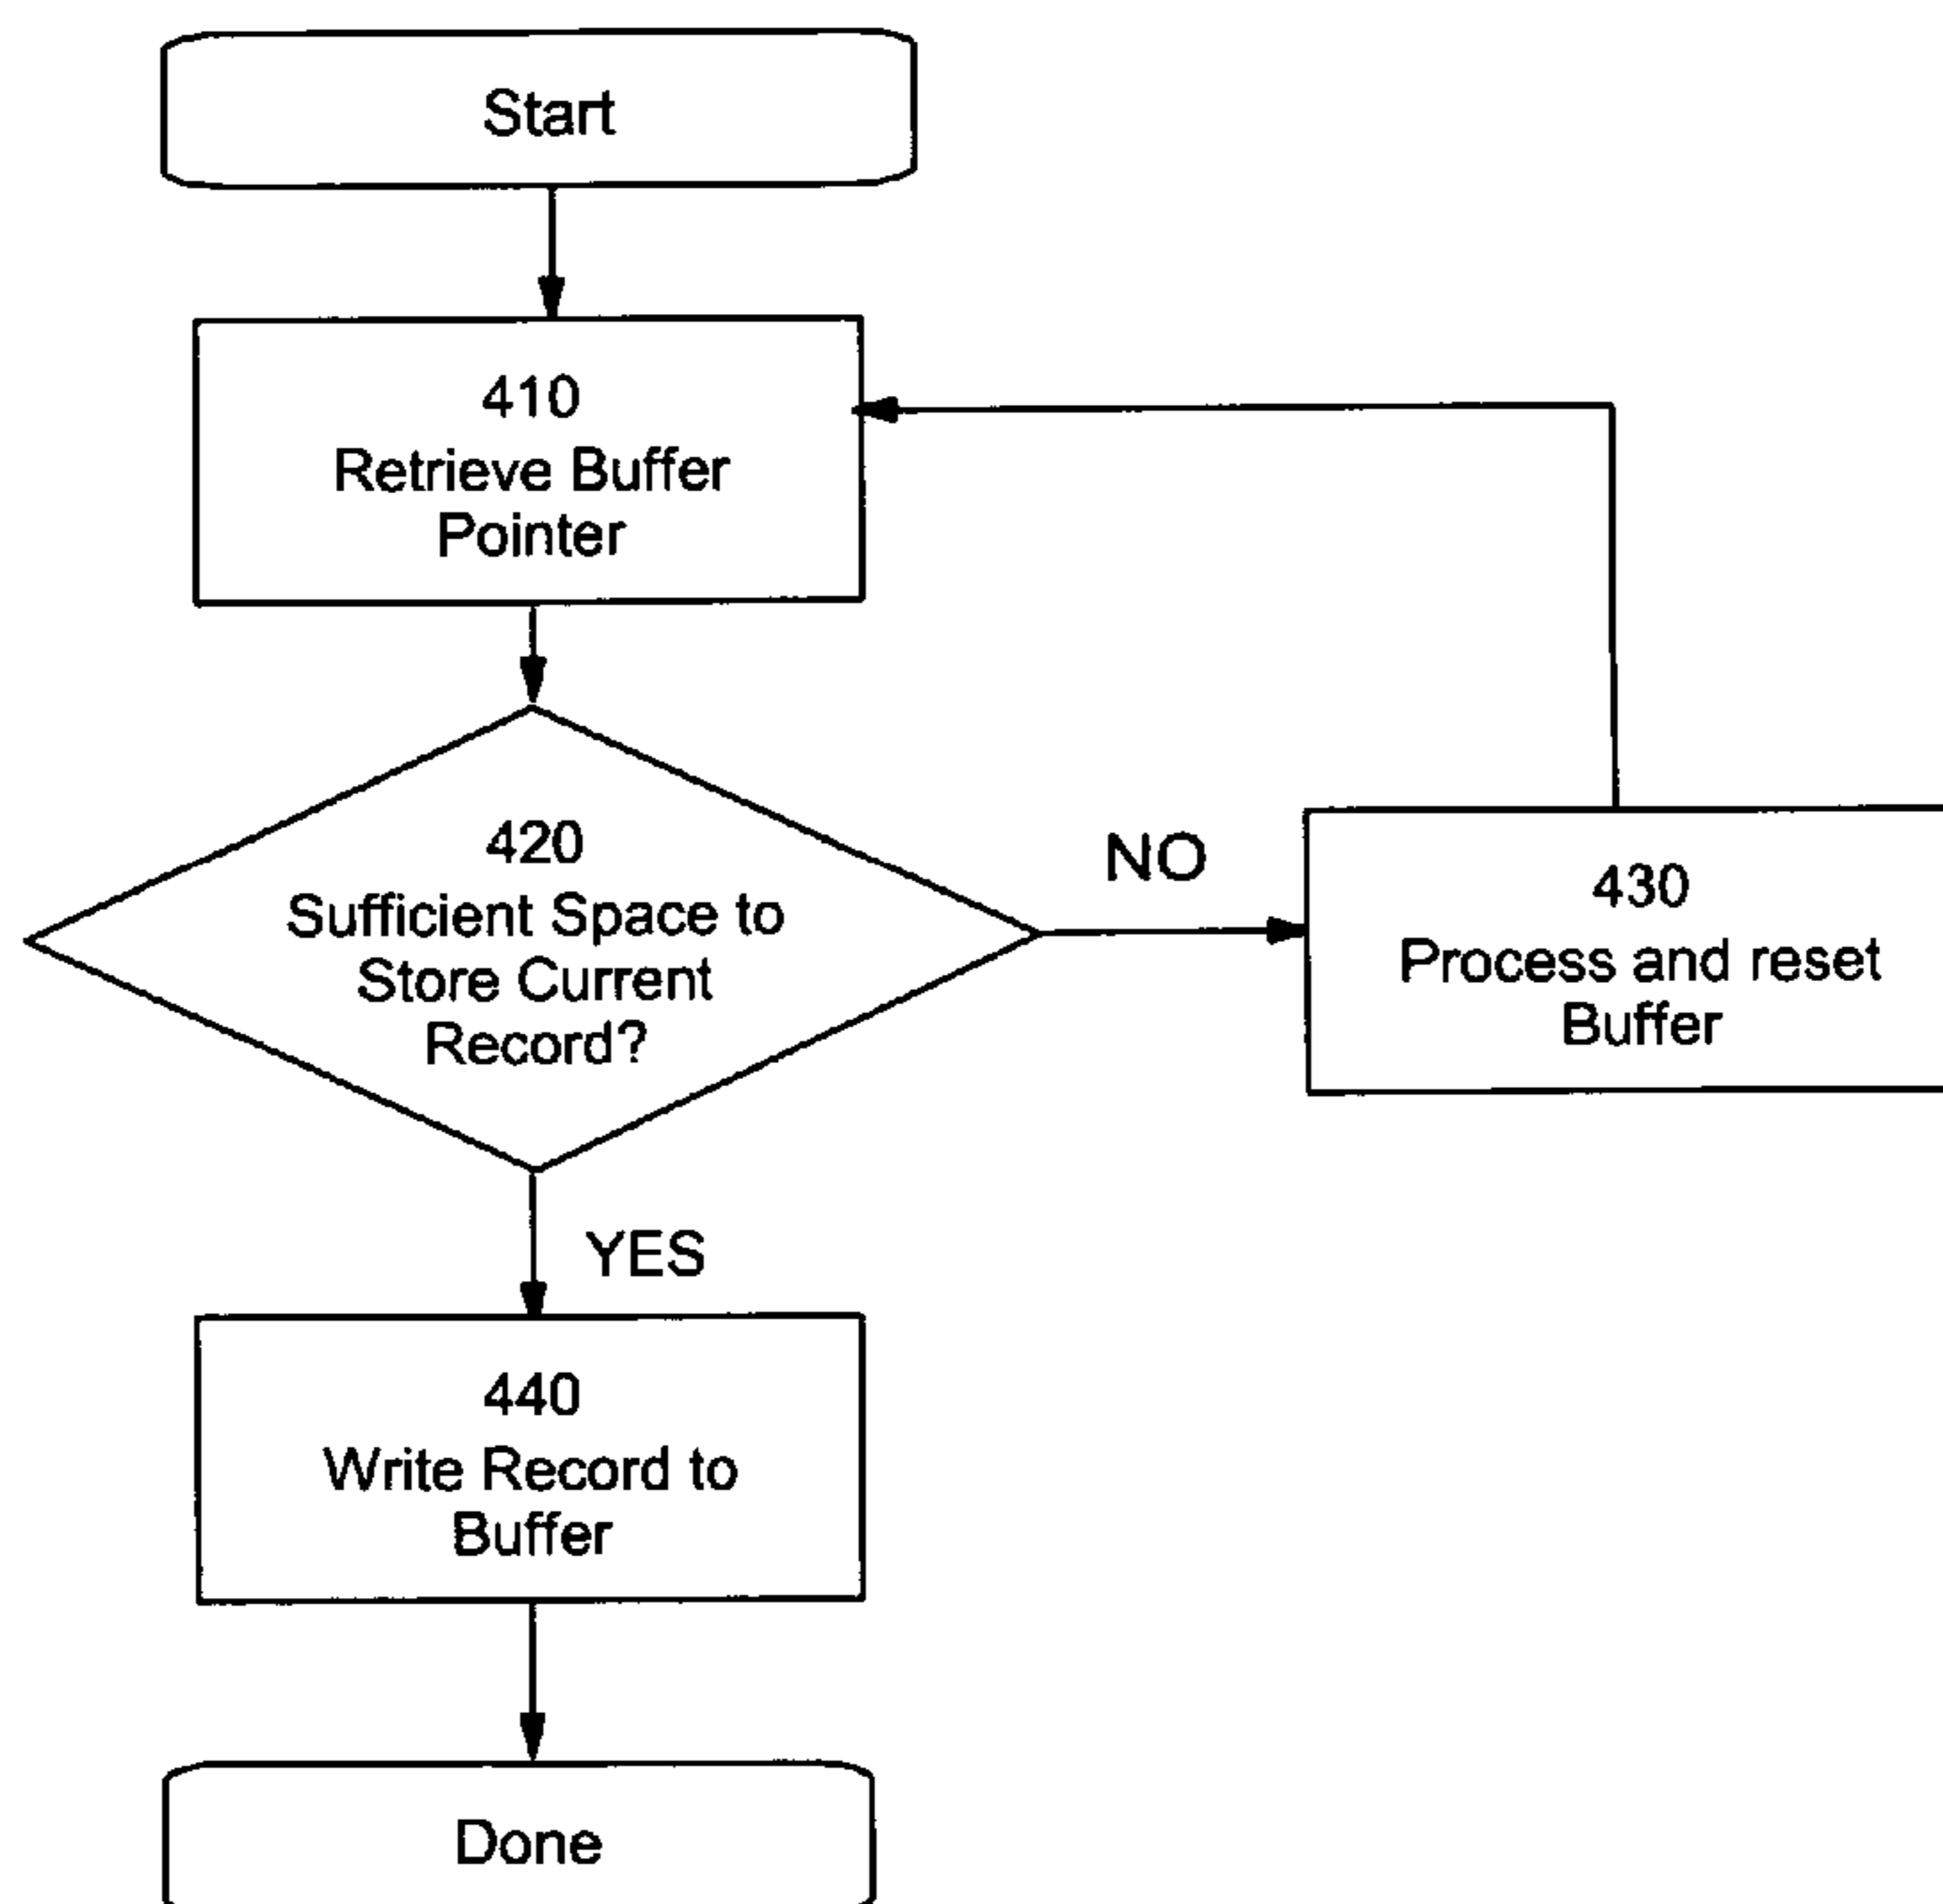 Start
410
Retrieve Buffer
Pointer
420
Sufficient Space to
Store Current
Record?
NO
430
Process and reset
Buffer
YES
440
Write Record to
Buffer
Done